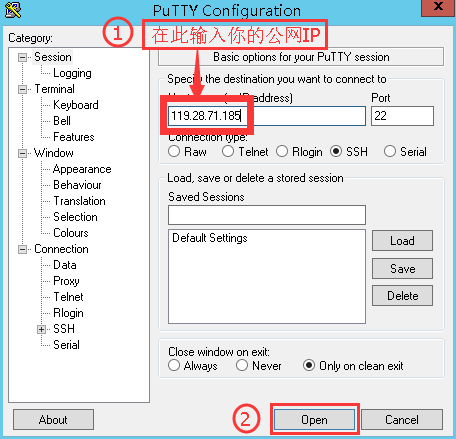 PuTTY Configuration
① 在此输入你的公网IP
Category:
Session
Logging
Terminal
Keyboard
Bell
Features
Window
Appearance
Behaviour
Translation
Selection
Colours
Connection
Data
Proxy
Telnet
Rlogin
SSH
Serial
Basic options for your PuTTY session
Specify the destination you want to connect to
address)
Port
119.28.71.185
22
Connection type:
Raw
Telnet
Rlogin
SSH
Serial
Load, save or delete a stored session
Saved Sessions
Default Settings
Load
Save
Delete
Close window on exit:
Always
Never
Only on clean exit
About
② Open
Cancel